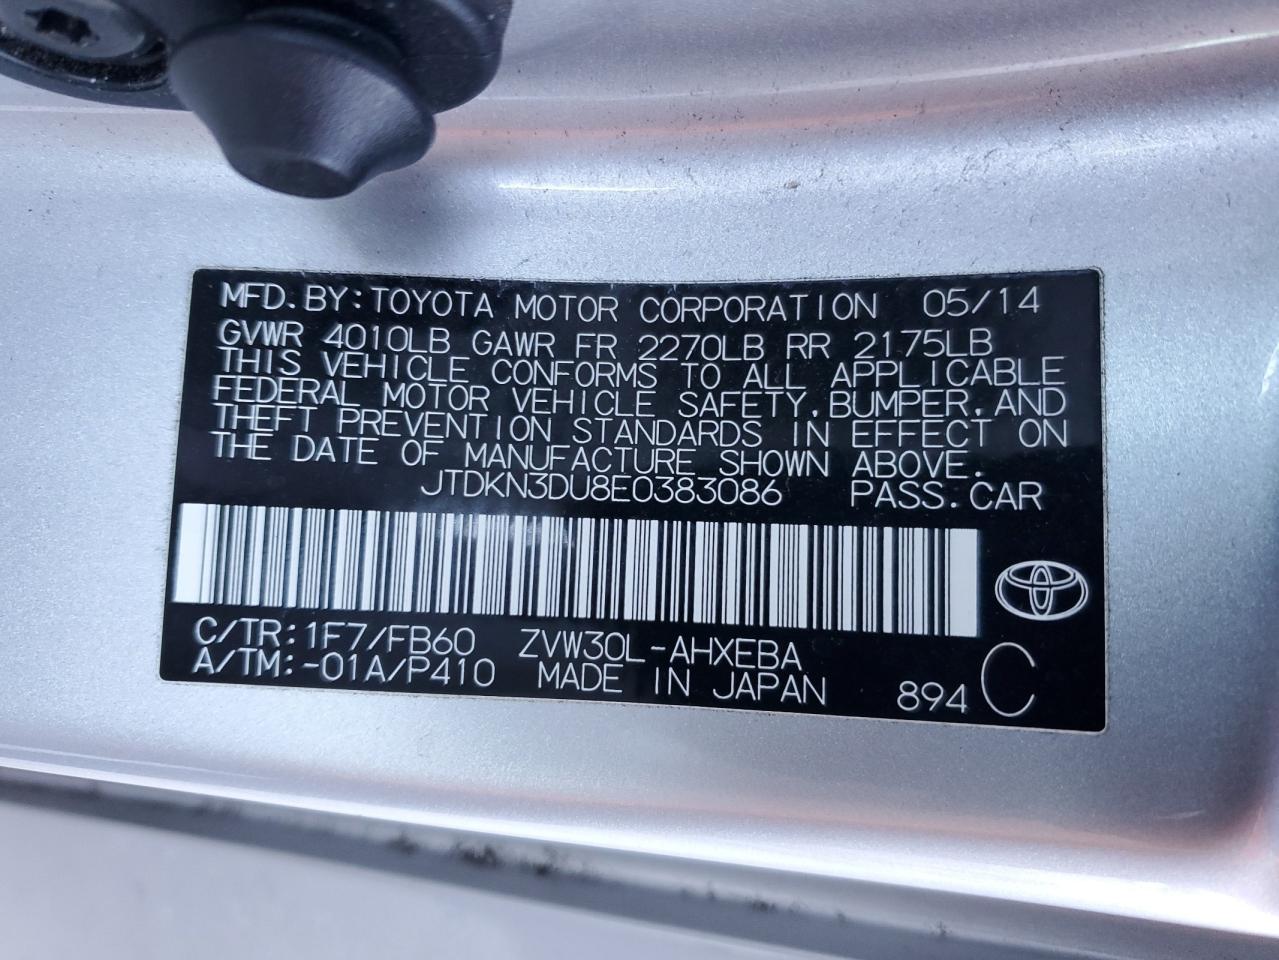 MFD. BY: TOYOTA MOTOR CORPORATION 05/14
GVWR 4010LB GAWR FR 2270LB RR 2175LB
THIS VEHICLE CONFORMS TO ALL APPLICABLE
FEDERAL MOTOR VEHICLE SAFETY, BUMPER, AND
THEFT PREVENTION STANDARDS IN EFFECT ON
THE DATE OF MANUFACTURE SHOWN ABOVE.
JTDKN3DU8E0383086 PASS. CAR
C/TR: 1F7/FB60 ZVW30L-AHXEBA
A/TM: -01A/P410 MADE IN JAPAN 894 C